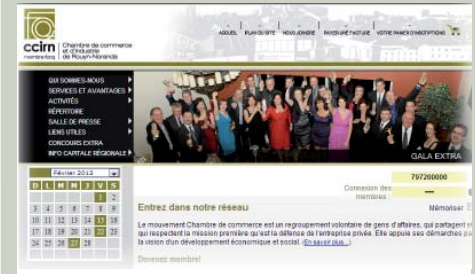 ACCUEIL PLAN DU SITE NOUS JOINDRE PAYER UNE FACTURE VOTRE PANIER D'INSCRIPTIONS
ccirn
membre fccq
Chambre de commerce
et d'industrie
de Rouyn-Noranda
QUI SOMMES-NOUS
SERVICES ET AVANTAGES
ACTIVITÉS
RÉPERTOIRE
SALLE DE PRESSE
LIENS UTILES
CONCOURS EXTRA
INFO CAPITALE RÉGIONALE
GALA EXTRA
Février 2013
D L M M J V S
1 2
3 4 5 6 7 8 9
10 11 12 13 14 15 16
17 18 19 20 21 22 23
24 25 26 27 28
Connexion des
membres :
797200000
Mémoriser
Entrez dans notre réseau
Le mouvement Chambre de commerce est un regroupement volontaire de gens d'affaires, qui partagent et
qui respectent la mission première qu'est la défense de l'entreprise privée. Elle appuie ses démarches pa
la vision d'un développement économique et social. (En savoir plus...)
Devenez membre!